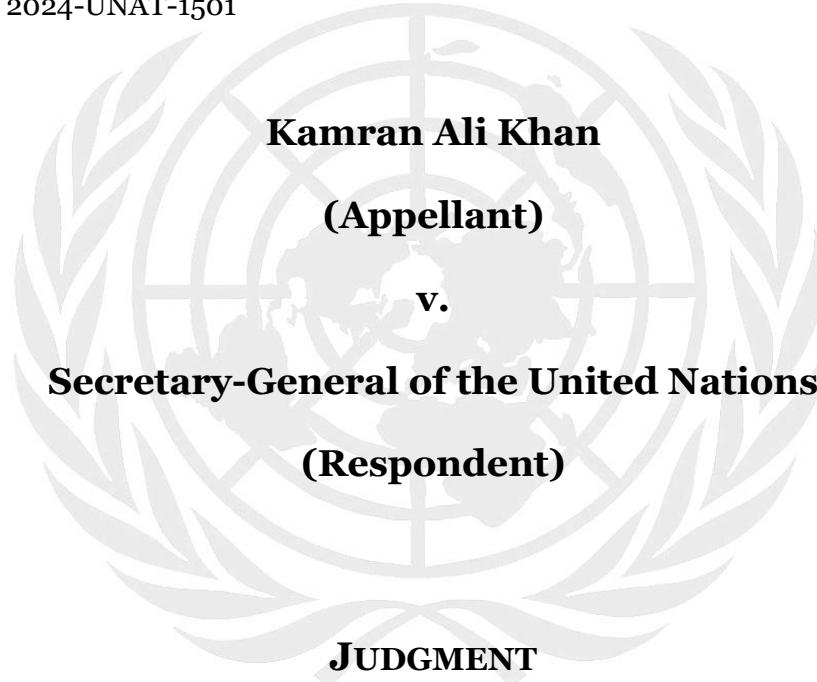 2024-UNAT-1501
Kamran Ali Khan
(Appellant)
v.
Secretary-General of the United Nations
(Respondent)
JUDGMENT